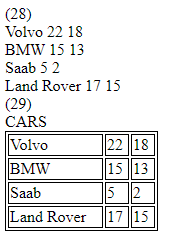 (28)
Volvo 22 18
BMW 15 13
Saab 5 2
Land Rover 17 15
(29)
CARS
Volvo 22 18
BMW 15 13
Saab 5 2
Land Rover 17 15